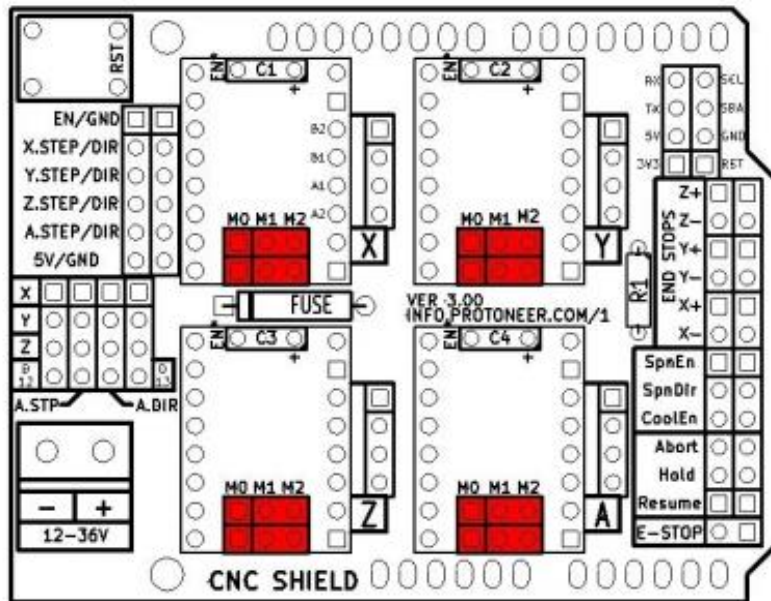 RST
EN/GND
X.STEP/DIR
Y.STEP/DIR
Z.STEP/DIR
A.STEP/DIR
5V/GND
X
Y
Z
D 12
D 13
A.STP
A.DIR
- +
12-36V
EN*
C1
+
B2
B1
A1
A2
M0 M1 M2
X
EN*
C2
+
M0 M1 M2
Y
FUSE
VER 3.00
INFO.PROTONEER.COM/1
R1
EN*
C3
+
M0 M1 M2
Z
EN*
C4
+
M0 M1 M2
A
CNC SHIELD
RX SCL
TX SDA
5V GND
3V3 RST
END STOPS
Z+
Z-
Y+
Y-
X+
X-
SpnEn
SpnDir
CoolEn
Abort
Hold
Resume
E-STOP